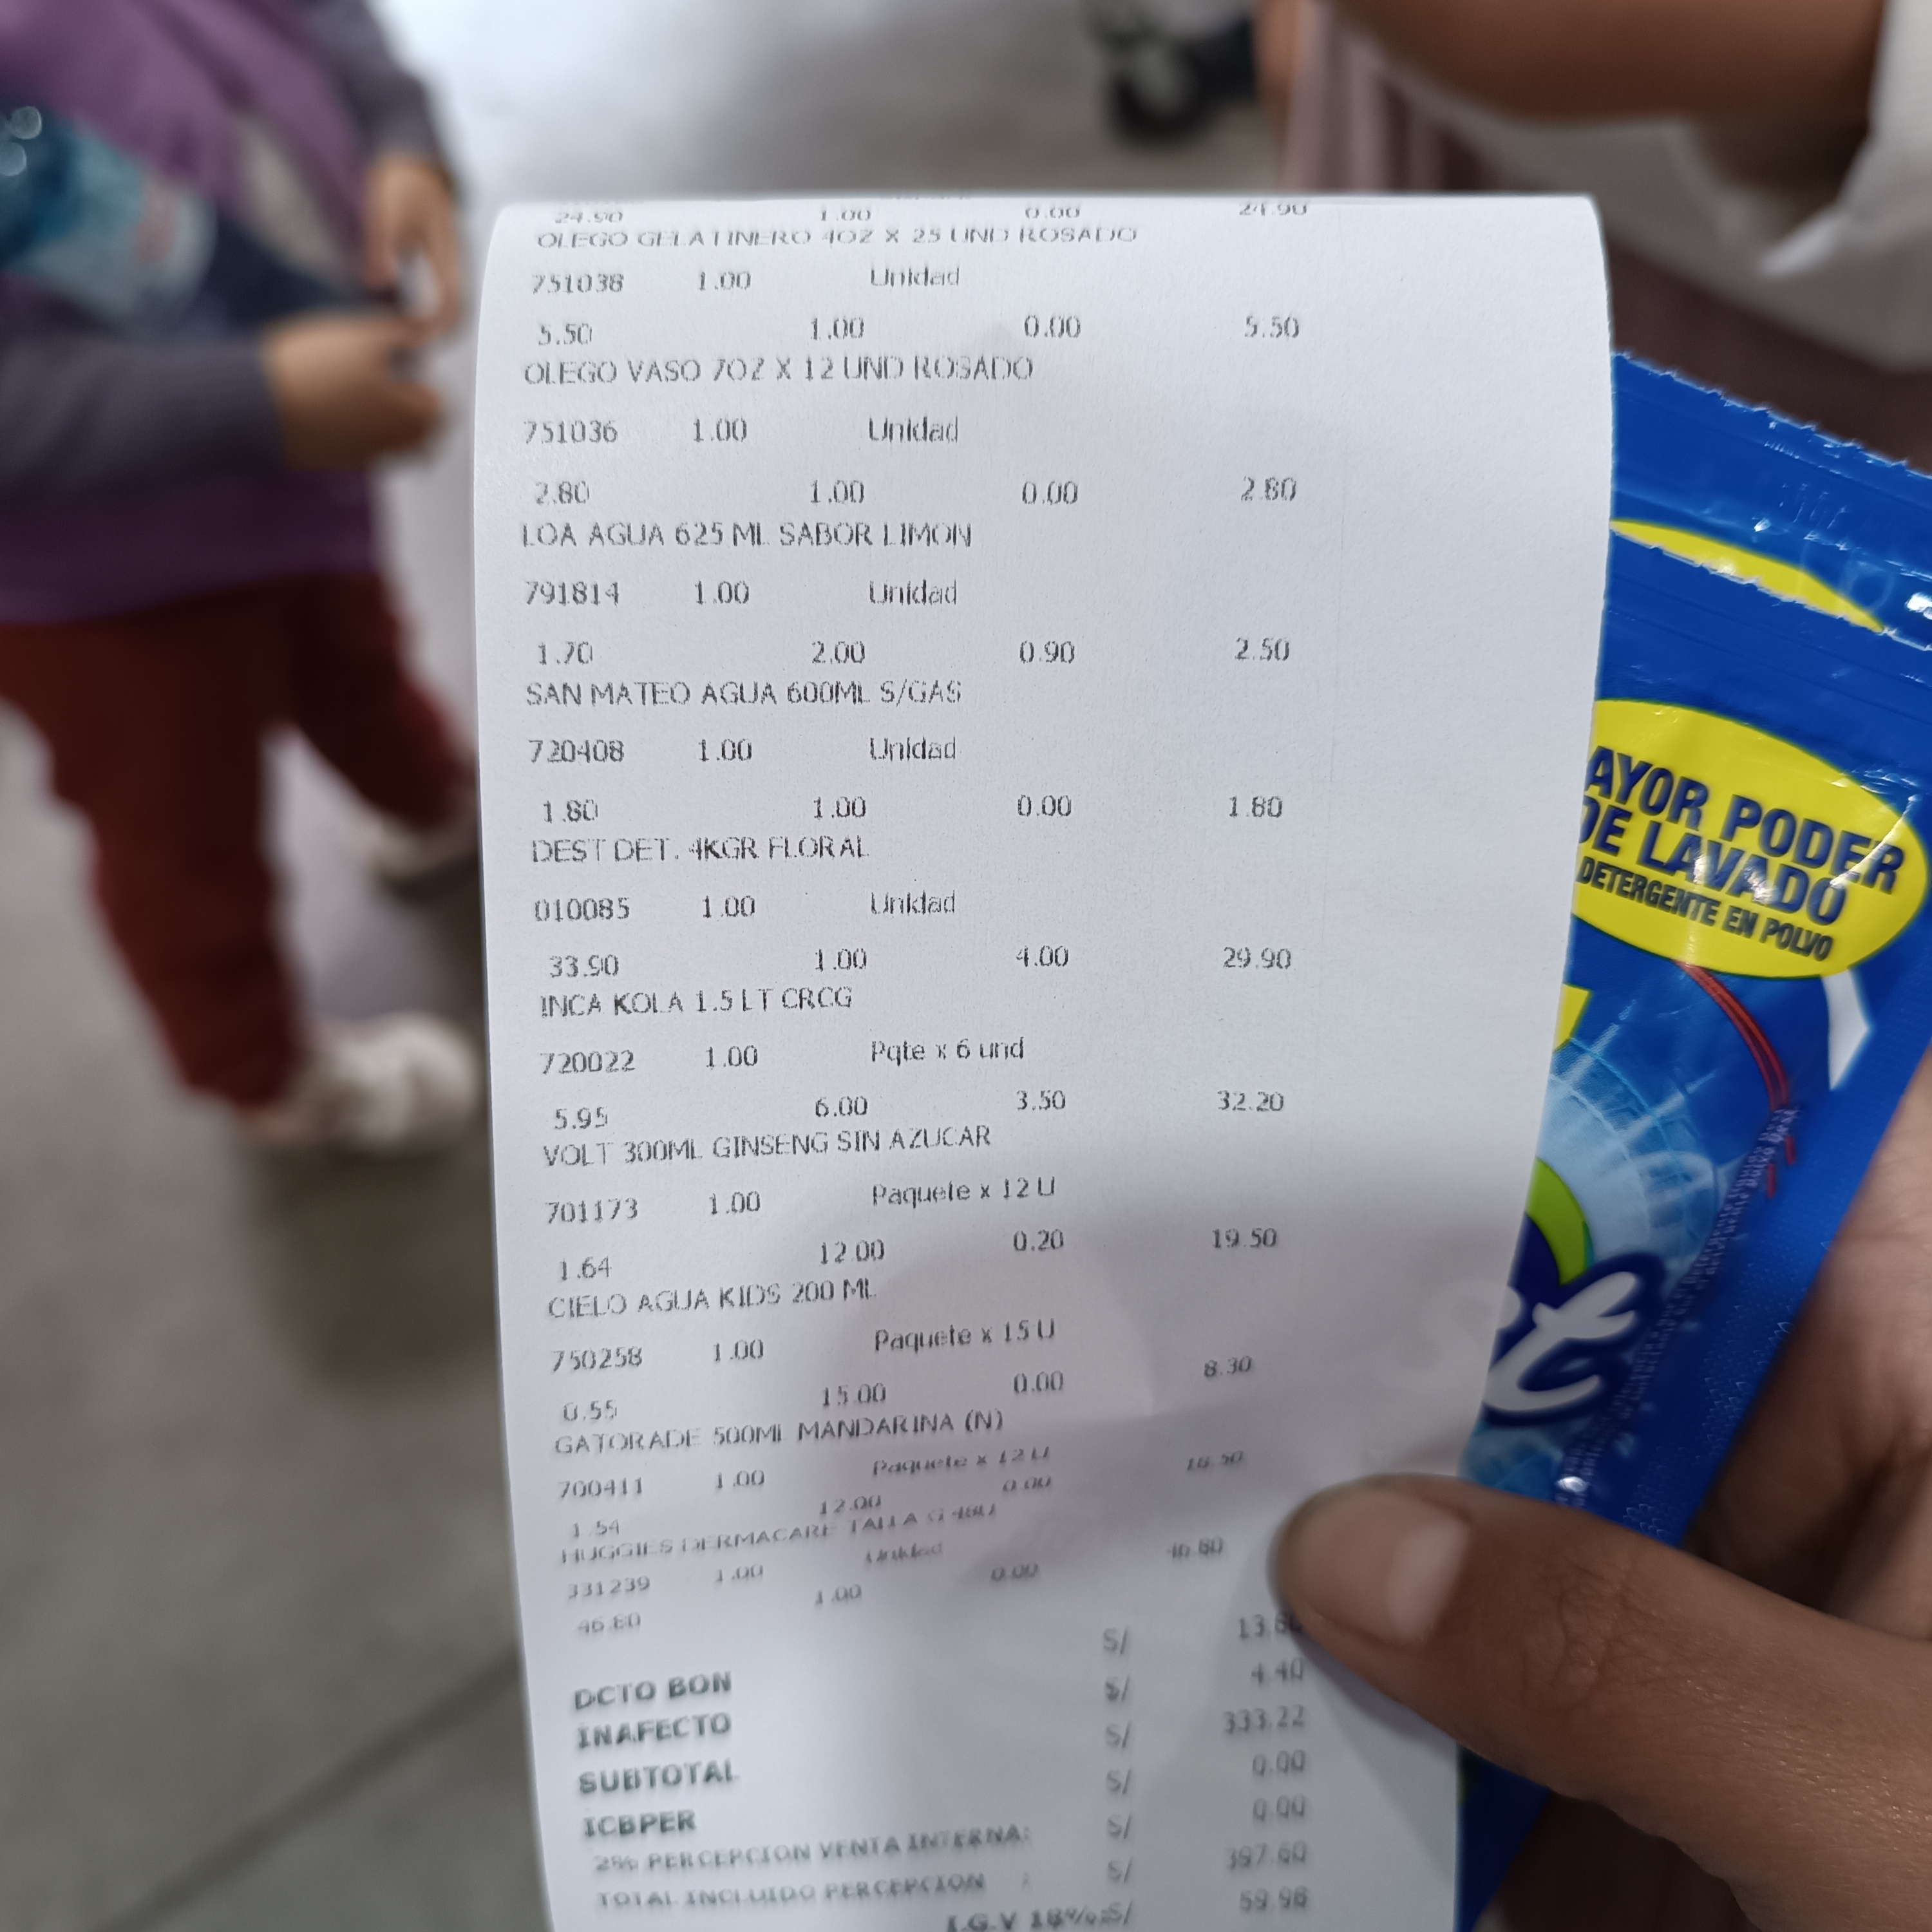 24.90 1.00 0.00 24.90
OLEGO GELATINERO 4OZ X 25 UND ROSADO
751038 1.00 Unidad
5.50 1.00 0.00 5.50
OLEGO VASO 7OZ X 12 UND ROSADO
751036 1.00 Unidad
2.80 1.00 0.00 2.80
LOA AGUA 625 ML SABOR LIMON
791814 1.00 Unidad
1.70 2.00 0.90 2.50
SAN MATEO AGUA 600ML S/GAS
720408 1.00 Unidad
1.80 1.00 0.00 1.80
DEST DET. 4KGR FLORAL
010085 1.00 Unidad
33.90 1.00 4.00 29.90
INCA KOLA 1.5 LT CRCG
720022 1.00 Pqte x 6 und
5.95 6.00 3.50 32.20
VOLT 300ML GINSENG SIN AZUCAR
701173 1.00 Paquete x 12 U
1.64 12.00 0.20 19.50
CIELO AGUA KIDS 200 ML
750258 1.00 Paquete x 15 U
0.55 15.00 0.00 8.30
GATORADE 500ML MANDARINA (N)
700411 1.00 Paquete x 12 U
1.54 12.00 0.00
HUGGIES DERMACARE TALLA G 48U
331239 1.00 Unidad
46.80 1.00 0.00 46.80
DCTO BON S/
INAFECTO S/ 4.40
SUBTOTAL S/ 333.22
ICBPER S/ 0.00
2% PERCEPCION VENTA INTERNA: S/ 0.00
TOTAL INCLUIDO PERCEPCION : S/ 397.60
I.G.V 18%:S/ 59.98
AYOR PODER
DE LAVADO
DETERGENTE EN POLVO